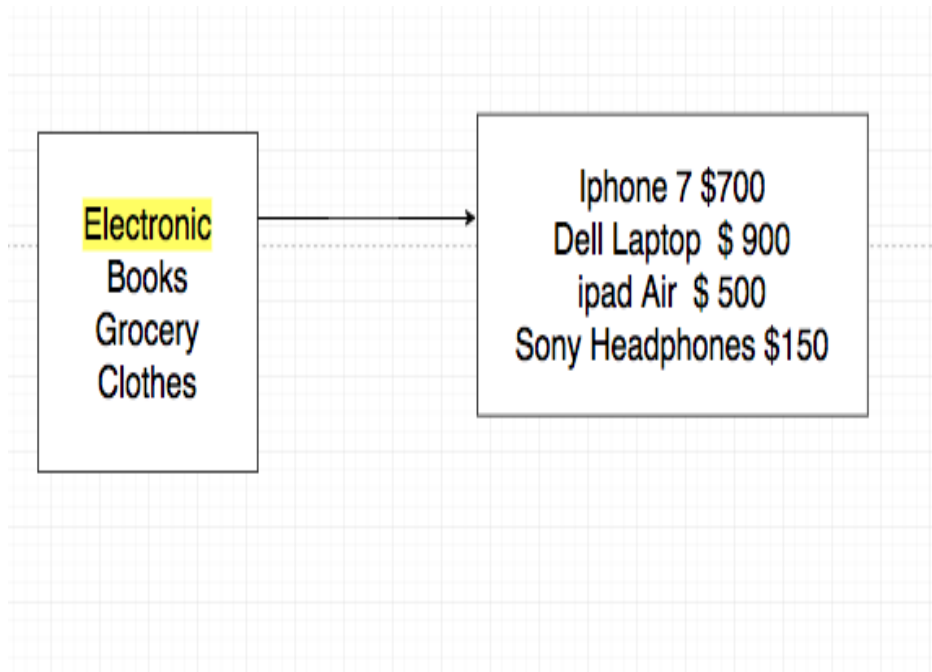 Electronic
Books
Grocery
Clothes
Iphone 7 $700
Dell Laptop $ 900
ipad Air $ 500
Sony Headphones $150